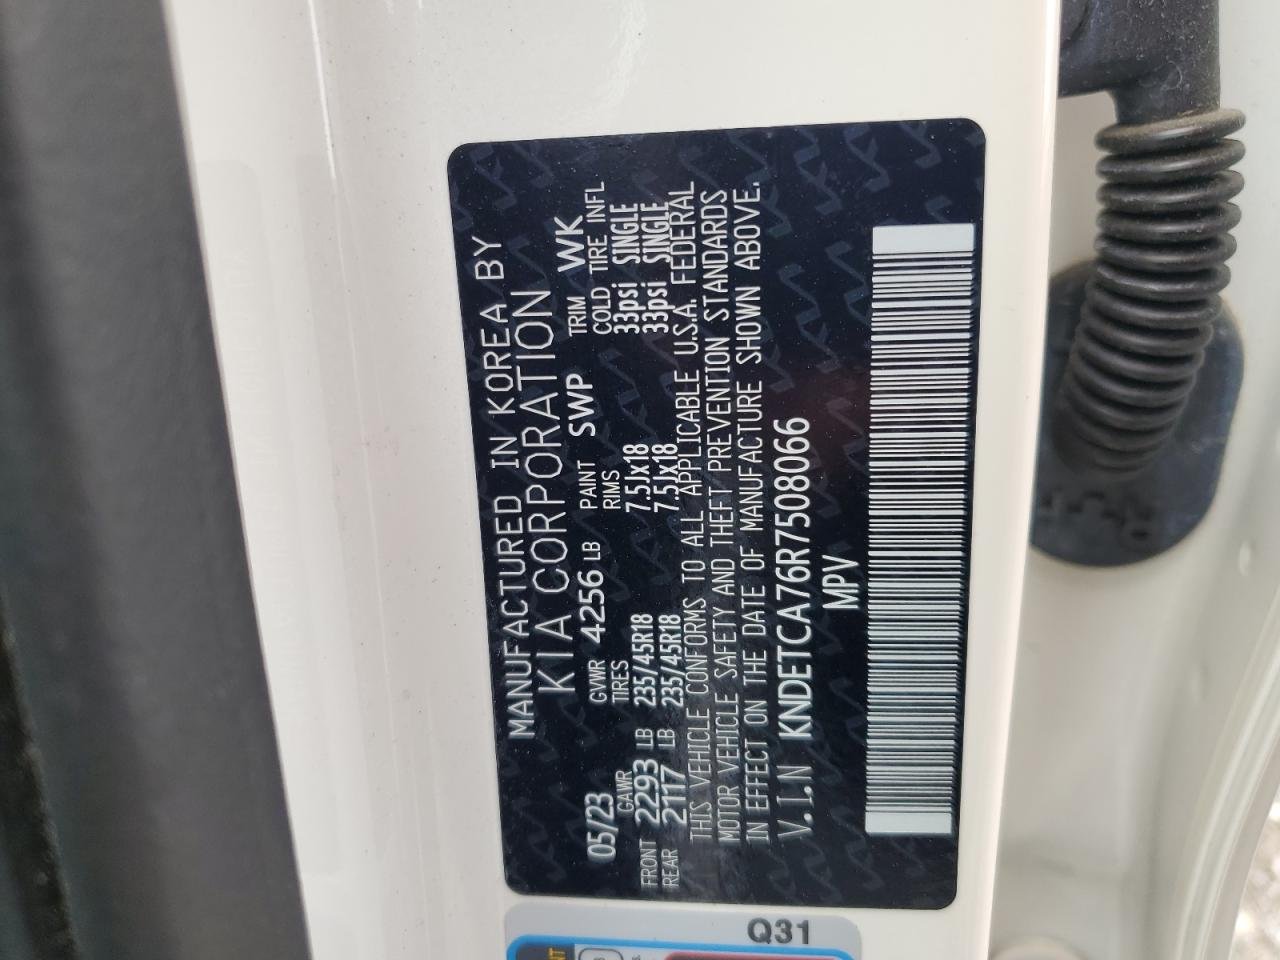 MANUFACTURED IN KOREA BY
KIA CORPORATION
05/23 GVWR 4256 LB PAINT SWP TRIM WK
GAWR TIRES RIMS COLD TIRE INFL
FRONT 2293 LB 235/45R18 7.5Jx18 33psi SINGLE
REAR 2117 LB 235/45R18 7.5Jx18 33psi SINGLE
THIS VEHICLE CONFORMS TO ALL APPLICABLE U.S.A. FEDERAL
MOTOR VEHICLE SAFETY AND THEFT PREVENTION STANDARDS
IN EFFECT ON THE DATE OF MANUFACTURE SHOWN ABOVE.
V.I.N KNDETCA76R7508066
MPV
Q31